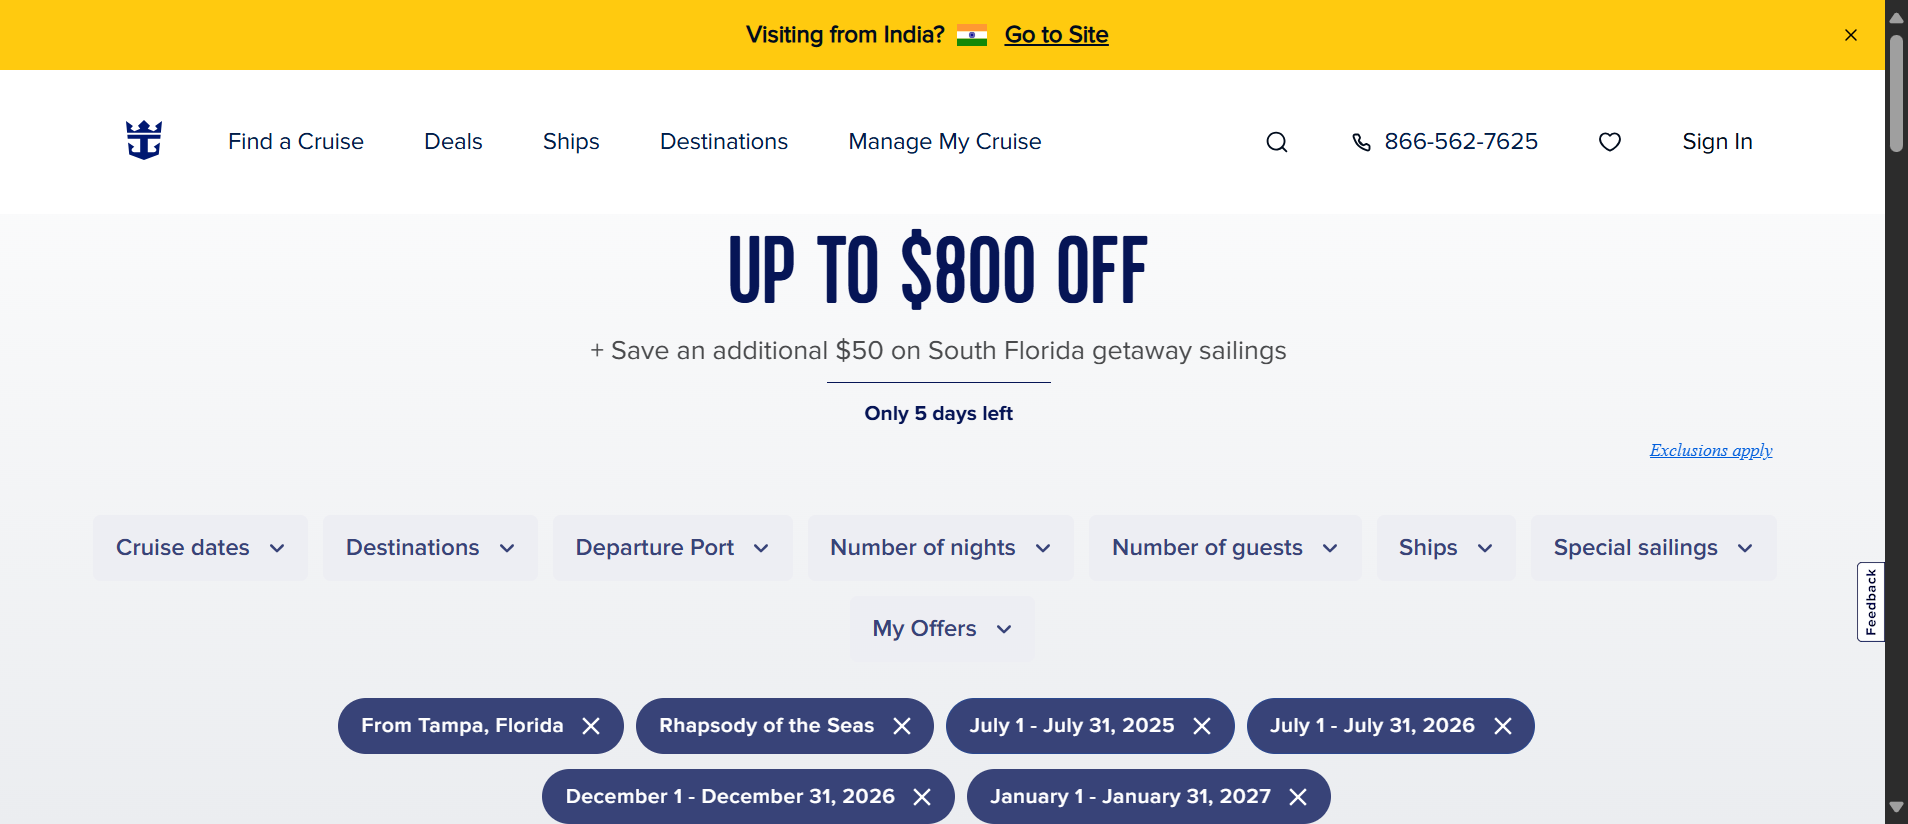 Visiting from India? Go to Site
Find a Cruise Deals Ships Destinations Manage My Cruise 866-562-7625 Sign In
UP TO $800 OFF
+ Save an additional $50 on South Florida getaway sailings
Only 5 days left
Exclusions apply
Cruise dates Destinations Departure Port Number of nights Number of guests Ships Special sailings
Feedback
My Offers
From Tampa, Florida Rhapsody of the Seas July 1 - July 31, 2025 July 1 - July 31, 2026
December 1 - December 31, 2026 January 1 - January 31, 2027